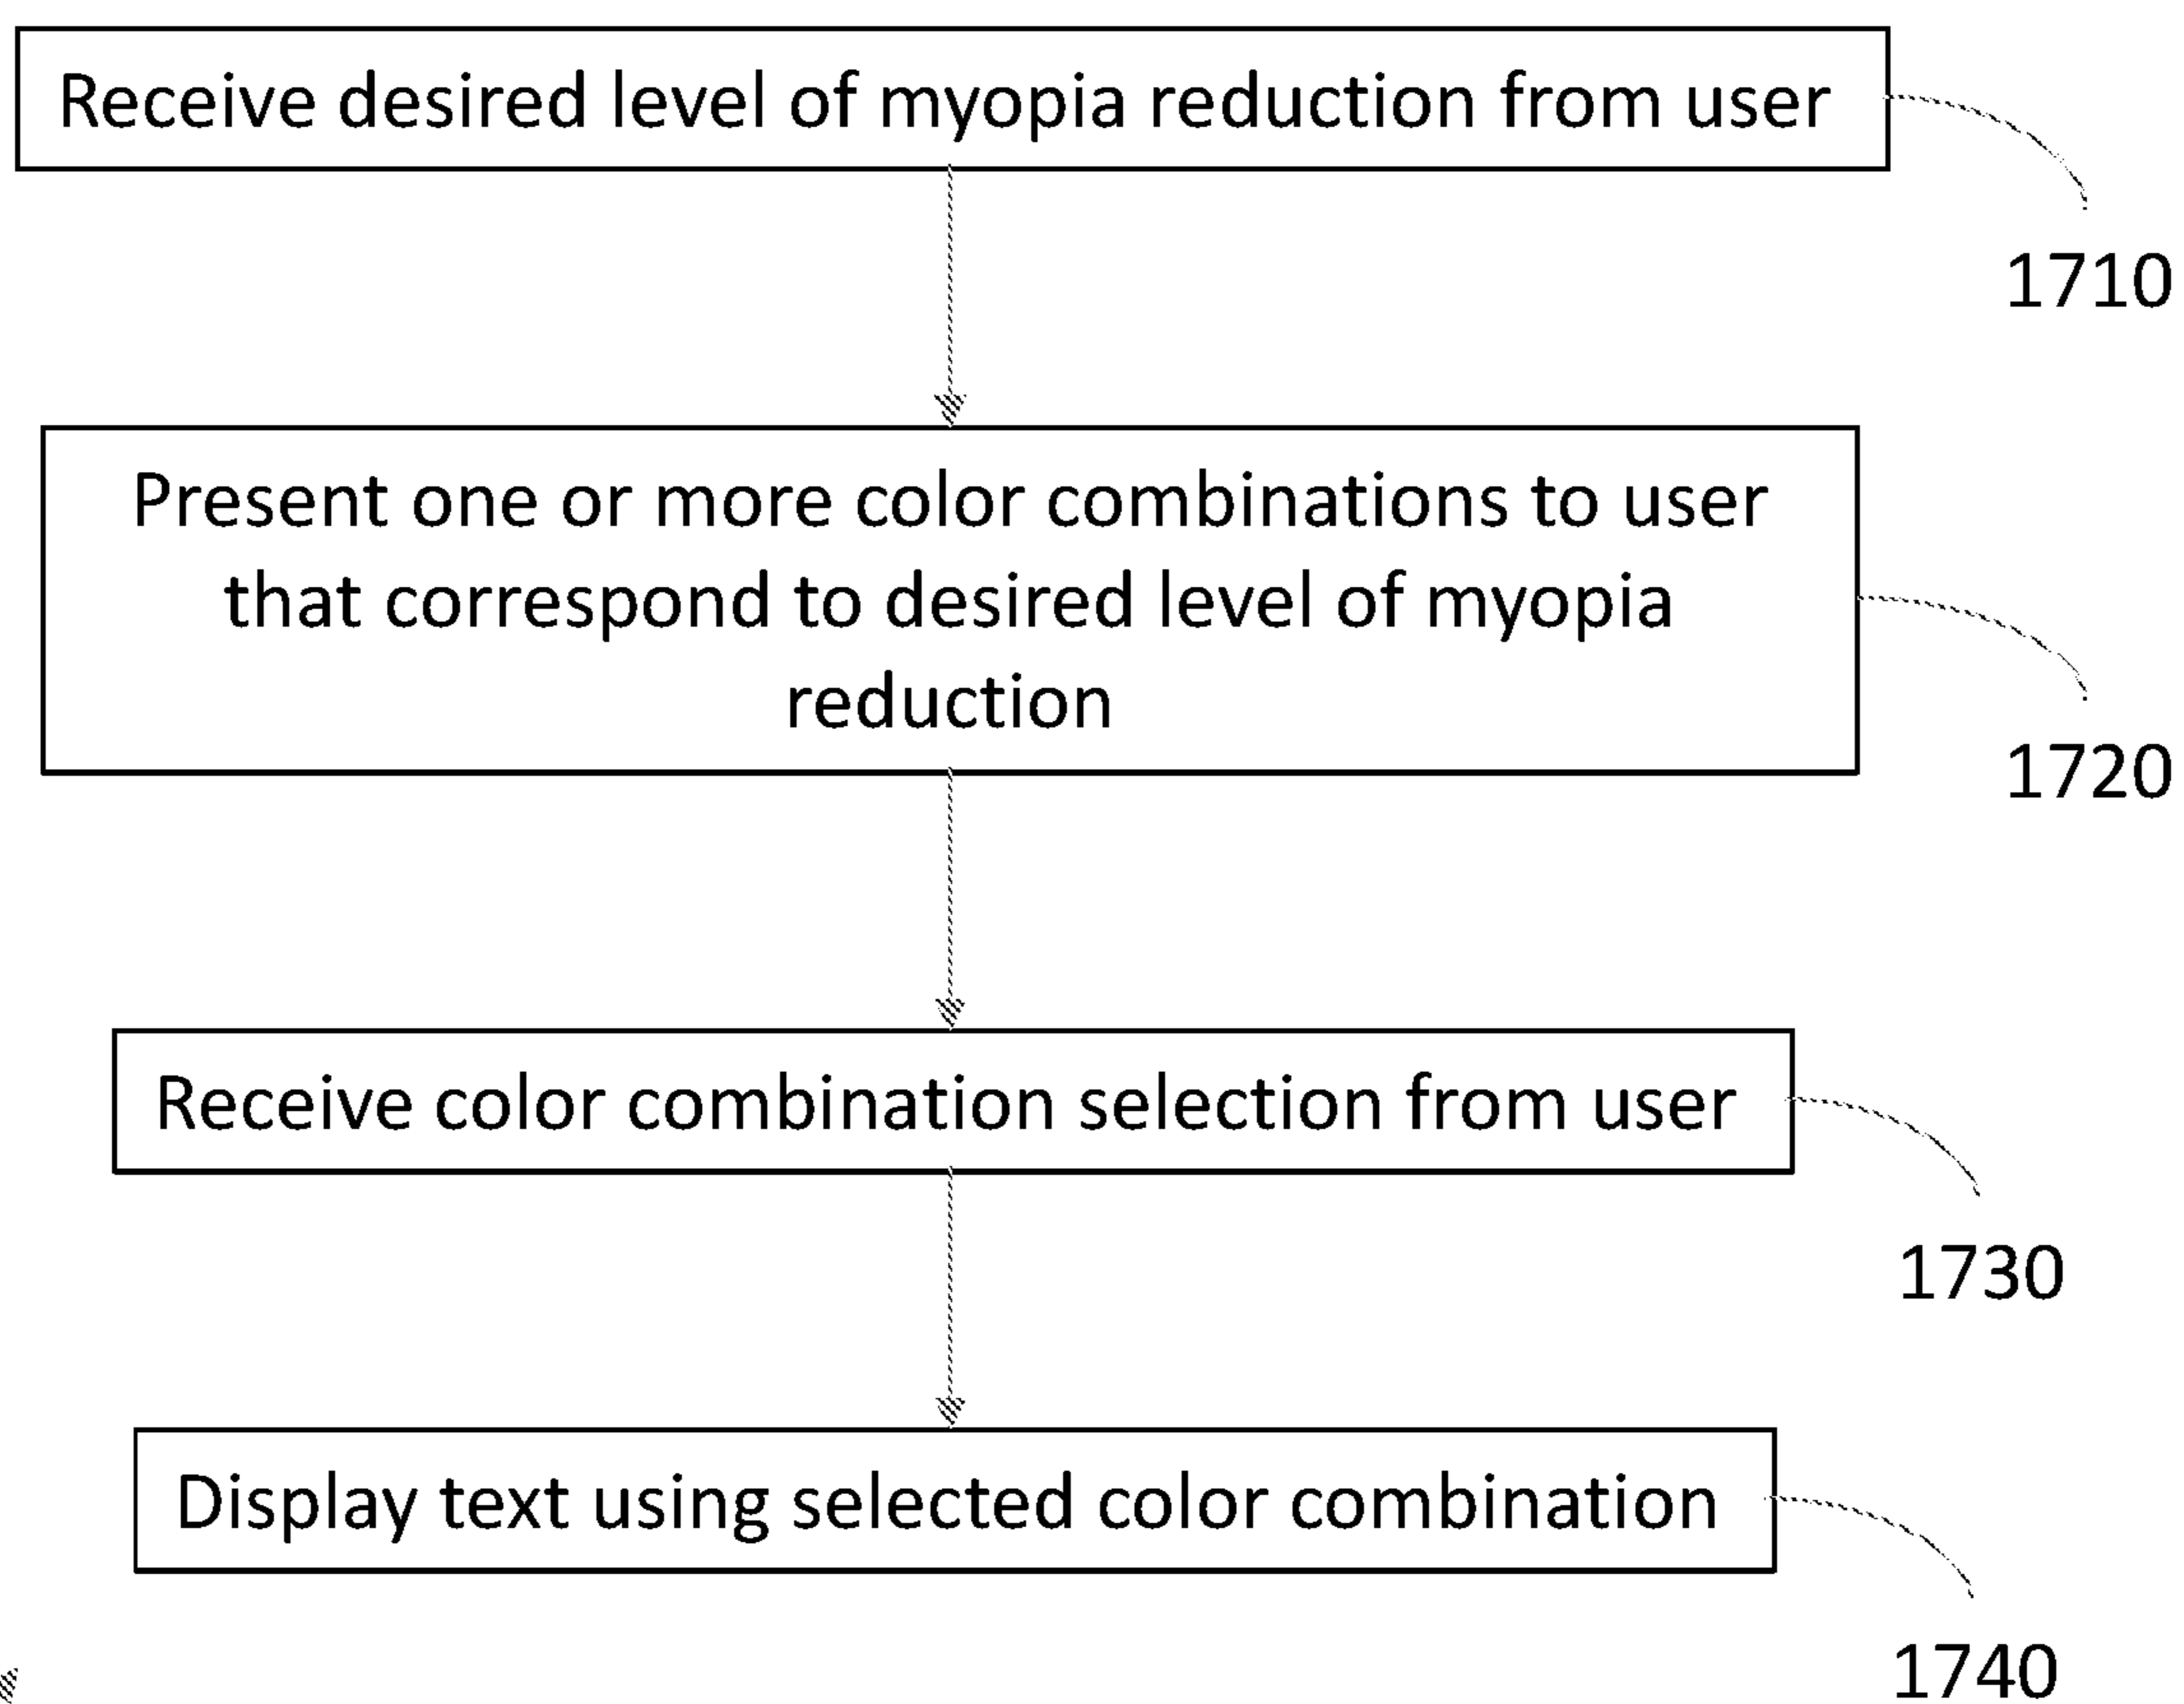 Receive desired level of myopia reduction from user
1710
Present one or more color combinations to user
that correspond to desired level of myopia
reduction
1720
Receive color combination selection from user
1730
Display text using selected color combination
1740